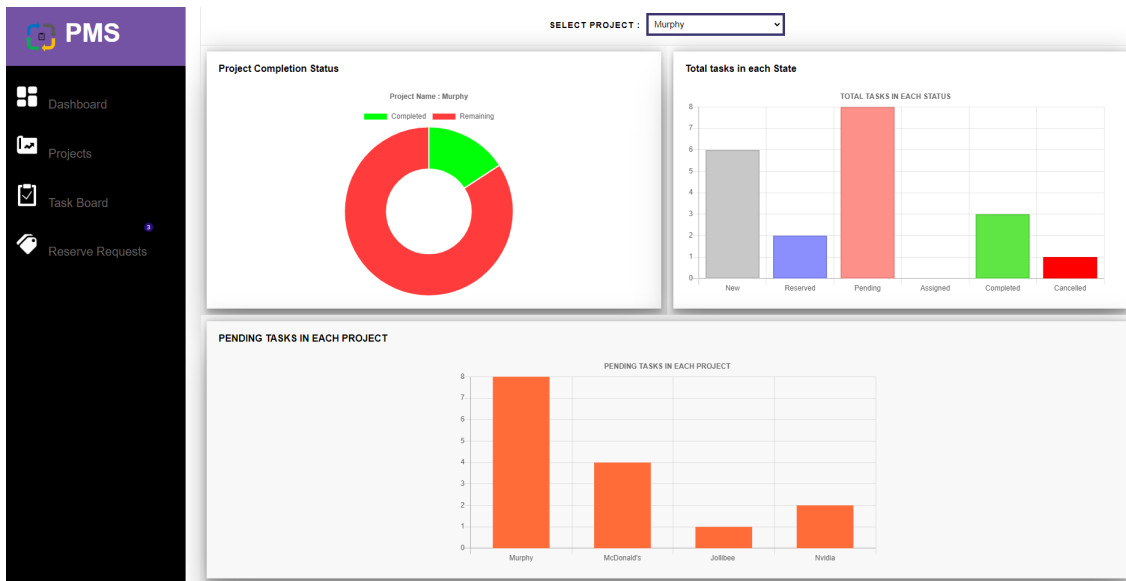 PMS
SELECT PROJECT : Murphy
Dashboard
Projects
Task Board
3
Reserve Requests
Project Completion Status
Project Name : Murphy
Completed Remaining
Total tasks in each State
TOTAL TASKS IN EACH STATUS
8
7
6
5
4
3
2
1
0
New Reserved Pending Assigned Completed Cancelled
PENDING TASKS IN EACH PROJECT
PENDING TASKS IN EACH PROJECT
8
7
6
5
4
3
2
1
0
Murphy McDonald's Jollibee Nvidia